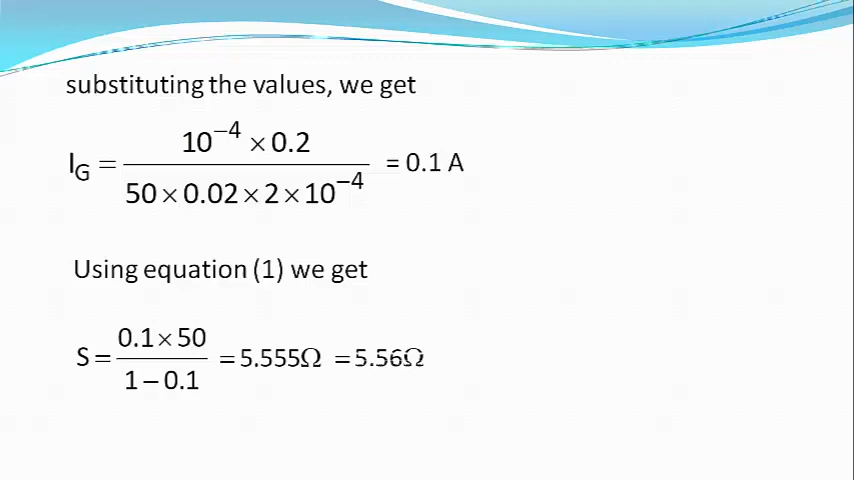 substituting the values, we get
I_G = (10^−4 × 0.2) / (50 × 0.02 × 2 × 10^−4) = 0.1 A
Using equation (1) we get
S = (0.1 × 50) / (1 − 0.1) = 5.555Ω = 5.56Ω